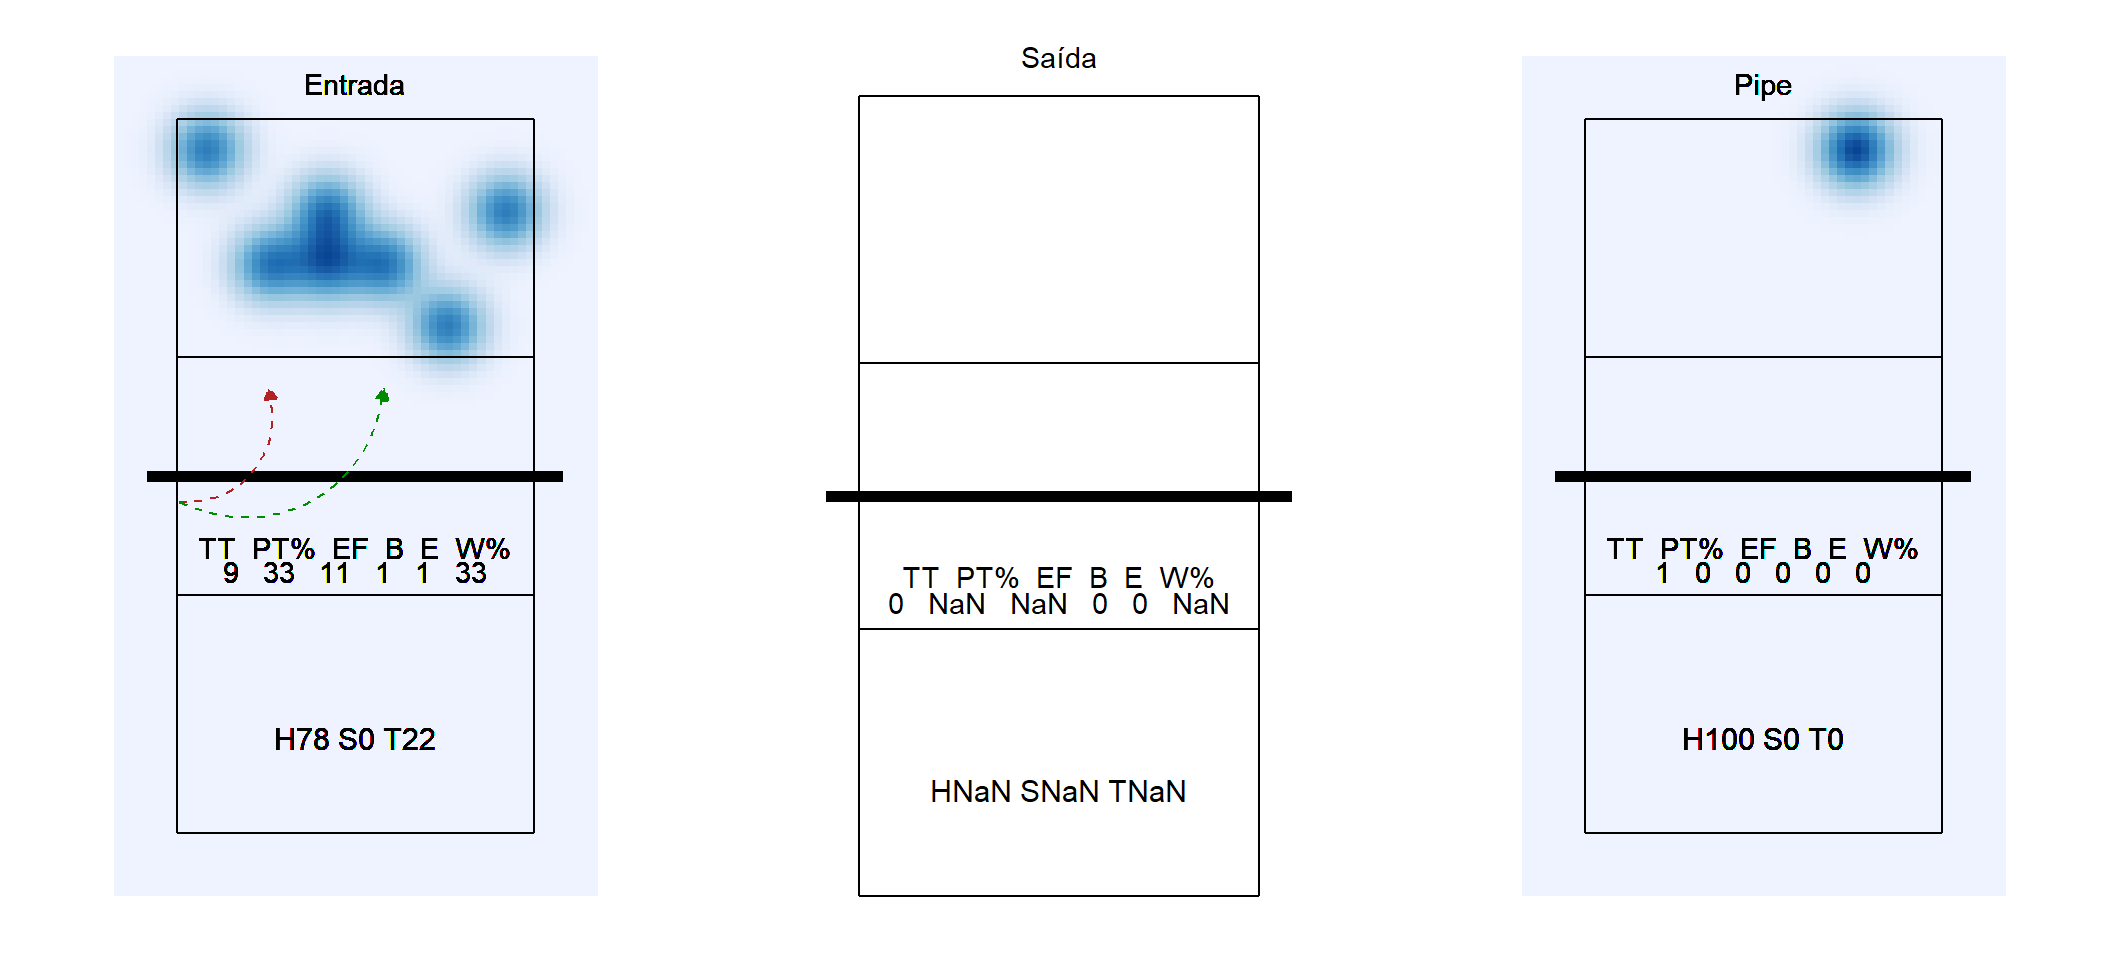 Entrada
TT PT% EF B E W%
9 33 11 1 1 33
H78 S0 T22
Saída
TT PT% EF B E W%
0 NaN NaN 0 0 NaN
HNaN SNaN TNaN
Pipe
TT PT% EF B E W%
1 0 0 0 0 0
H100 S0 T0